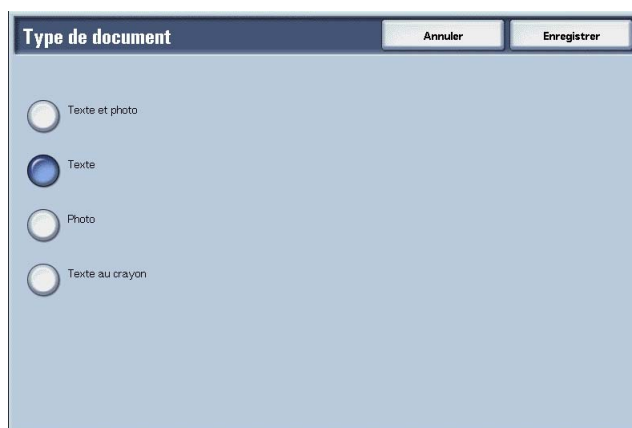 Type de document
Annuler
Enregistrer
Texte et photo
Texte
Photo
Texte au crayon